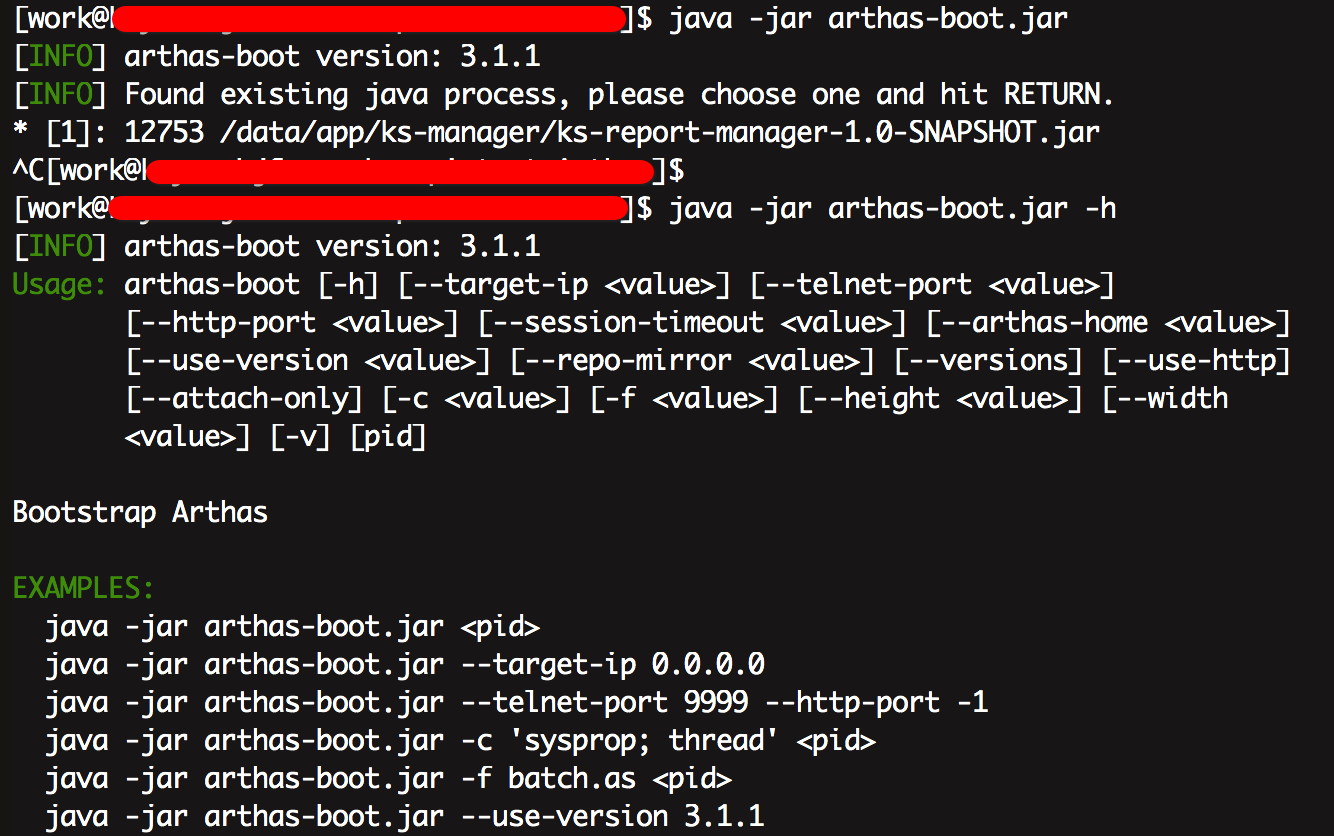 [work@ ]$ java -jar arthas-boot.jar
[INFO] arthas-boot version: 3.1.1
[INFO] Found existing java process, please choose one and hit RETURN.
* [1]: 12753 /data/app/ks-manager/ks-report-manager-1.0-SNAPSHOT.jar
^C[work@ ]$
[work@ ]$ java -jar arthas-boot.jar -h
[INFO] arthas-boot version: 3.1.1
Usage: arthas-boot [-h] [--target-ip <value>] [--telnet-port <value>]
[--http-port <value>] [--session-timeout <value>] [--arthas-home <value>]
[--use-version <value>] [--repo-mirror <value>] [--versions] [--use-http]
[--attach-only] [-c <value>] [-f <value>] [--height <value>] [--width
<value>] [-v] [pid]
Bootstrap Arthas
EXAMPLES:
java -jar arthas-boot.jar <pid>
java -jar arthas-boot.jar --target-ip 0.0.0.0
java -jar arthas-boot.jar --telnet-port 9999 --http-port -1
java -jar arthas-boot.jar -c 'sysprop; thread' <pid>
java -jar arthas-boot.jar -f batch.as <pid>
java -jar arthas-boot.jar --use-version 3.1.1